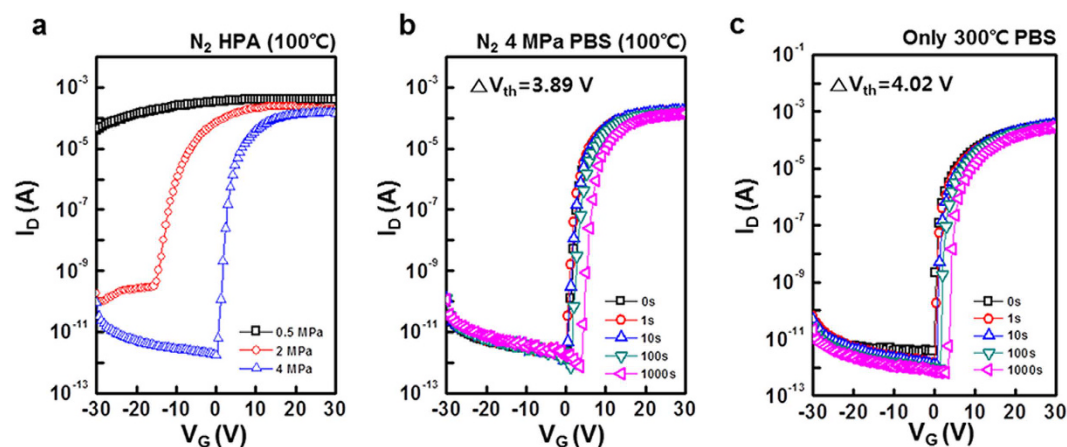 a
N₂ HPA (100℃)
10⁻³
10⁻⁵
10⁻⁷
10⁻⁹
10⁻¹¹
10⁻¹³
I_D (A)
0.5 MPa
2 MPa
4 MPa
-30 -20 -10 0 10 20 30
V_G (V)
b
N₂ 4 MPa PBS (100℃)
△V_th=3.89 V
10⁻³
10⁻⁵
10⁻⁷
10⁻⁹
10⁻¹¹
10⁻¹³
I_D (A)
0s
1s
10s
100s
1000s
-30 -20 -10 0 10 20 30
V_G (V)
c
Only 300℃ PBS
△V_th=4.02 V
10⁻¹
10⁻³
10⁻⁵
10⁻⁷
10⁻⁹
10⁻¹¹
10⁻¹³
I_D (A)
0s
1s
10s
100s
1000s
-30 -20 -10 0 10 20 30
V_G (V)